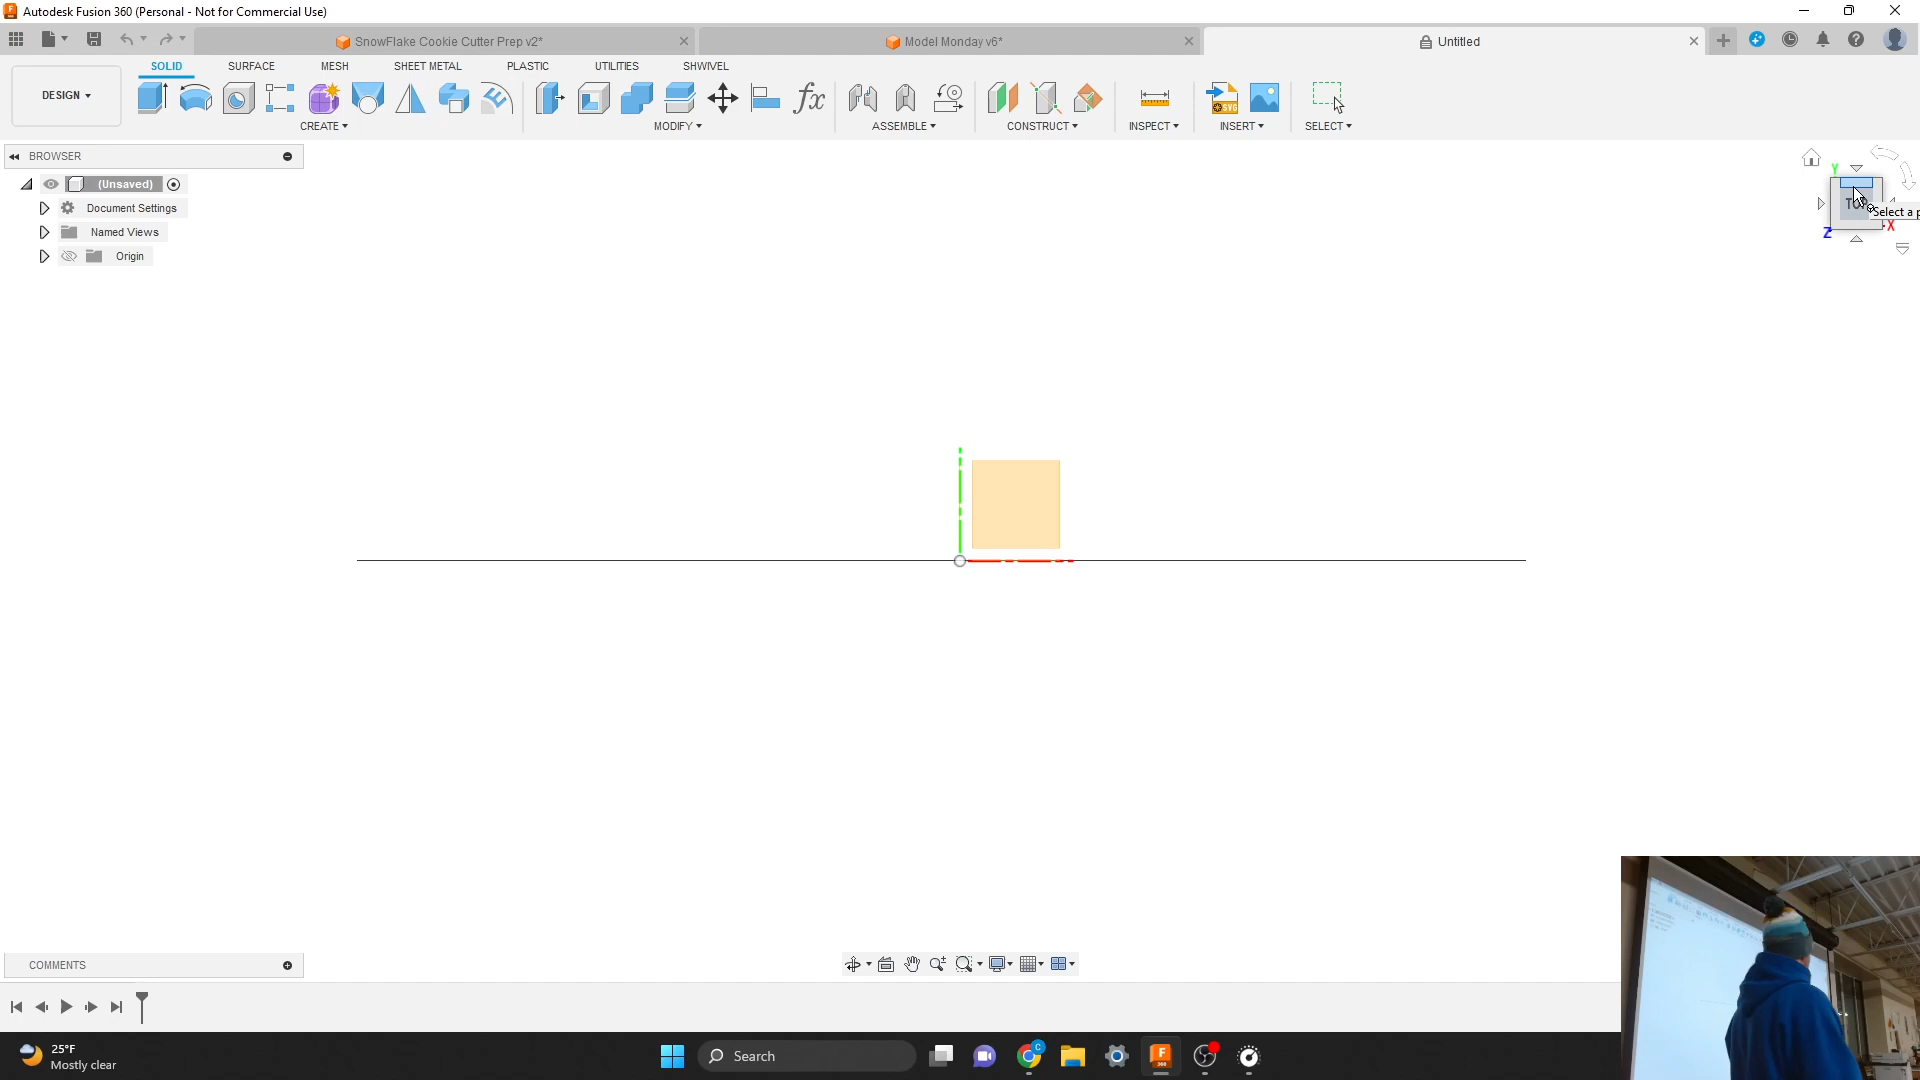 Autodesk Fusion 360 (Personal - Not for Commercial Use)
SnowFlake Cookie Cutter Prep v2*
Model Monday v6*
Untitled
DESIGN
SOLID
SURFACE
MESH
SHEET METAL
PLASTIC
UTILITIES
SHWIVEL
CREATE
MODIFY
ASSEMBLE
CONSTRUCT
INSPECT
INSERT
SELECT
BROWSER
(Unsaved)
Document Settings
Named Views
Origin
Y
TOP
Select a p
X
Z
COMMENTS
25°F
Mostly clear
Search